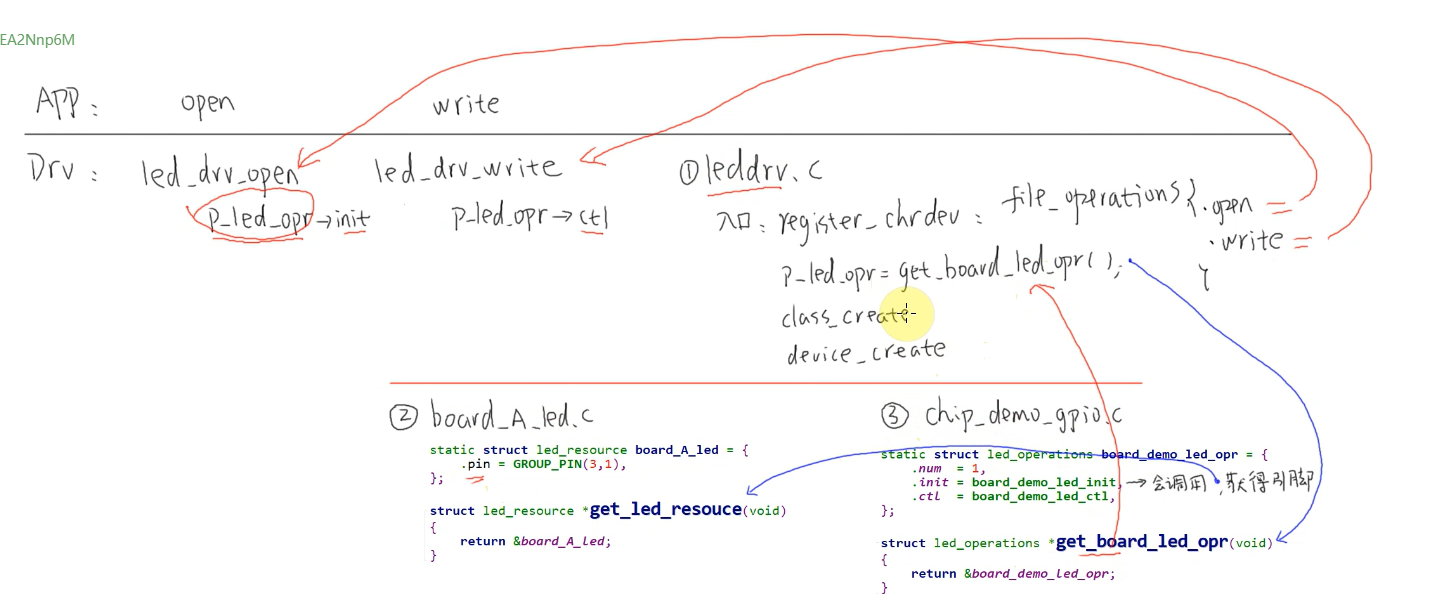 EA2Nnp6M
APP: open write
Drv: led_drv_open led_drv_write
p_led_opr→init p_led_opr→ctl
①leddrv.c
入口: register_chrdev: file_operations{.open =
.write =
}
p_led_opr = get_board_led_opr();
class_create
device_create
② board_A_led.c
static struct led_resource board_A_led = {
.pin = GROUP_PIN(3,1),
};
struct led_resource *get_led_resouce(void)
{
return &board_A_led;
}
③ chip_demo_gpio.c
static struct led_operations board_demo_led_opr = {
.num = 1,
.init = board_demo_led_init, → 会调用, 获得引脚
.ctl = board_demo_led_ctl,
};
struct led_operations *get_board_led_opr(void)
{
return &board_demo_led_opr;
}